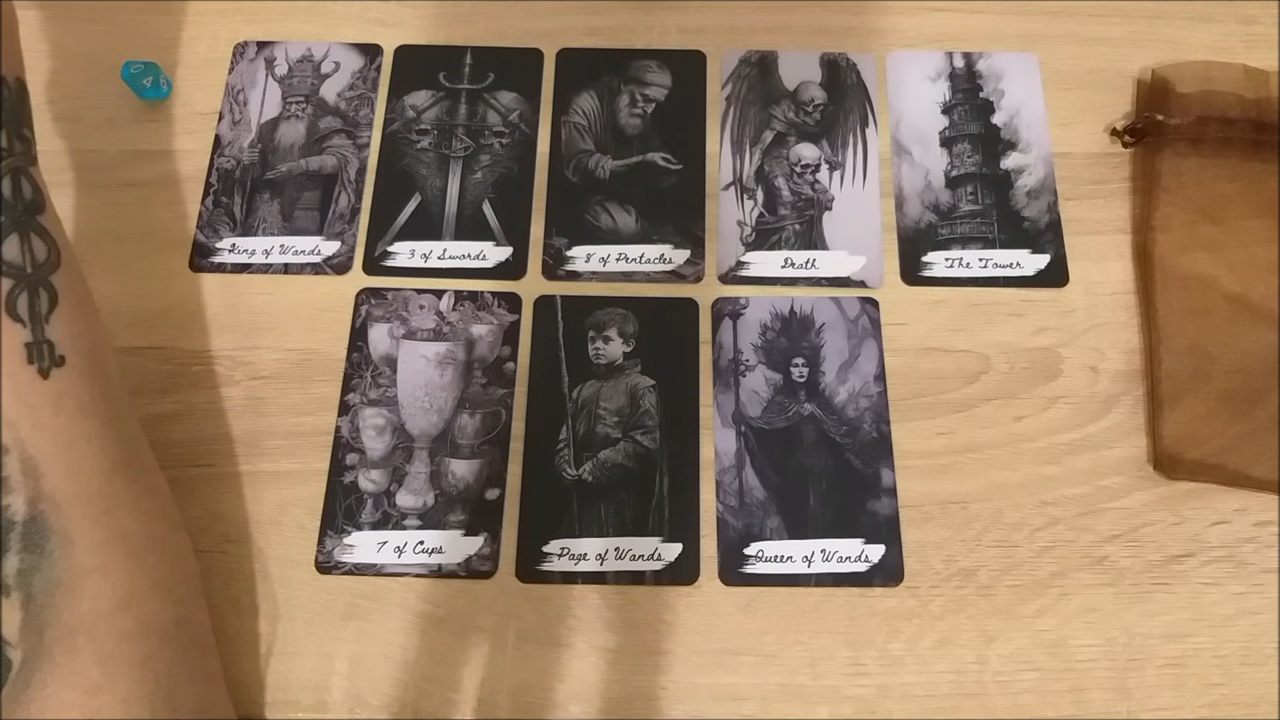 King of Wands
3 of Swords
8 of Pentacles
Death
The Tower
7 of Cups
Page of Wands
Queen of Wands